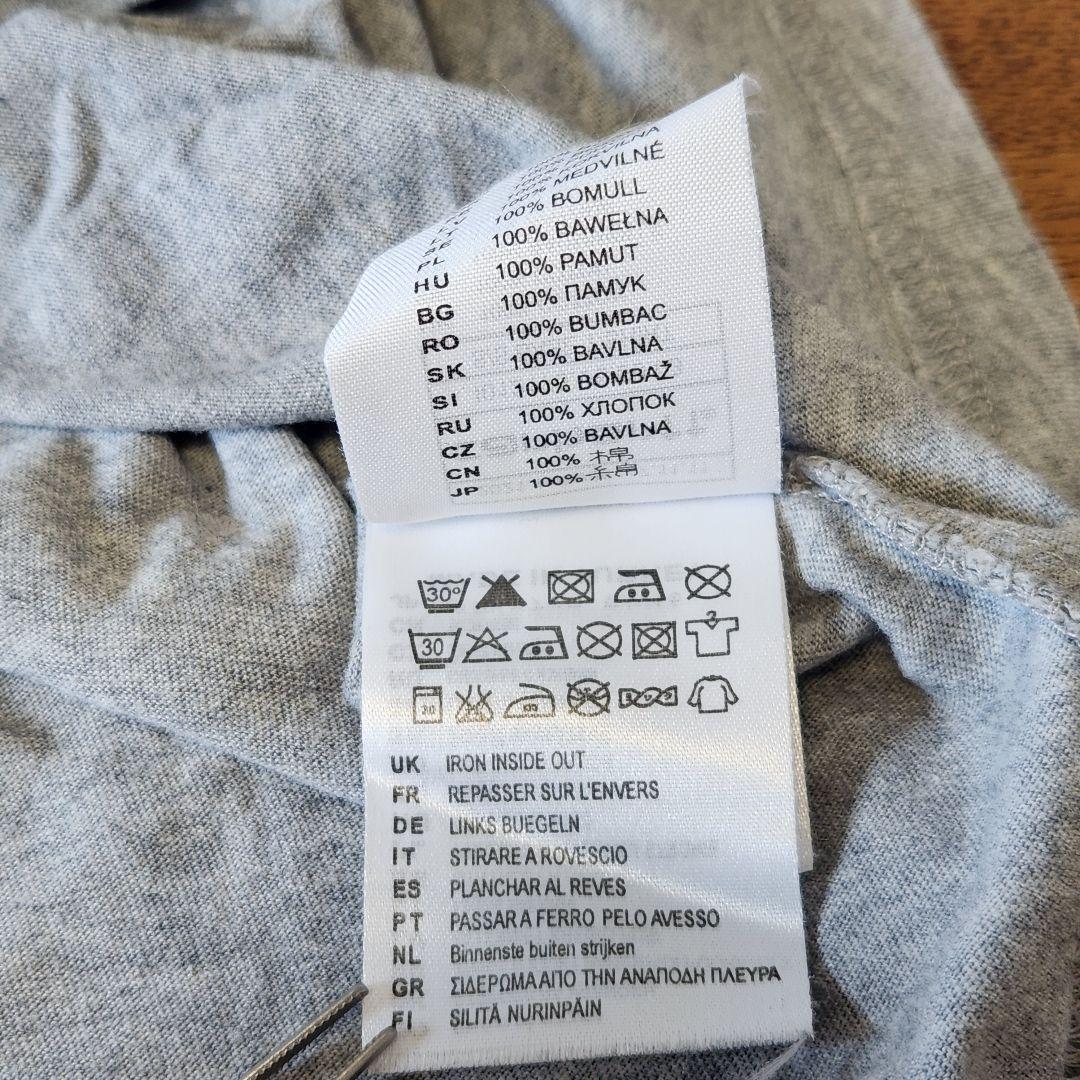 100% MEDVILNĖ
100% BOMULL
PL 100% BAWEŁNA
HU 100% PAMUT
BG 100% ПАМУК
RO 100% BUMBAC
SK 100% BAVLNA
SI 100% BOMBAŽ
RU 100% ХЛОПОК
CZ 100% BAVLNA
CN 100% 棉
JP 100% 綿
30°
30
30
UK IRON INSIDE OUT
FR REPASSER SUR L'ENVERS
DE LINKS BUEGELN
IT STIRARE A ROVESCIO
ES PLANCHAR AL REVES
PT PASSAR A FERRO PELO AVESSO
NL Binnenste buiten strijken
GR ΣΙΔΕΡΩΜΑ ΑΠΟ ΤΗΝ ΑΝΑΠΟΔΗ ΠΛΕΥΡΑ
FI SILITÄ NURINPÄIN